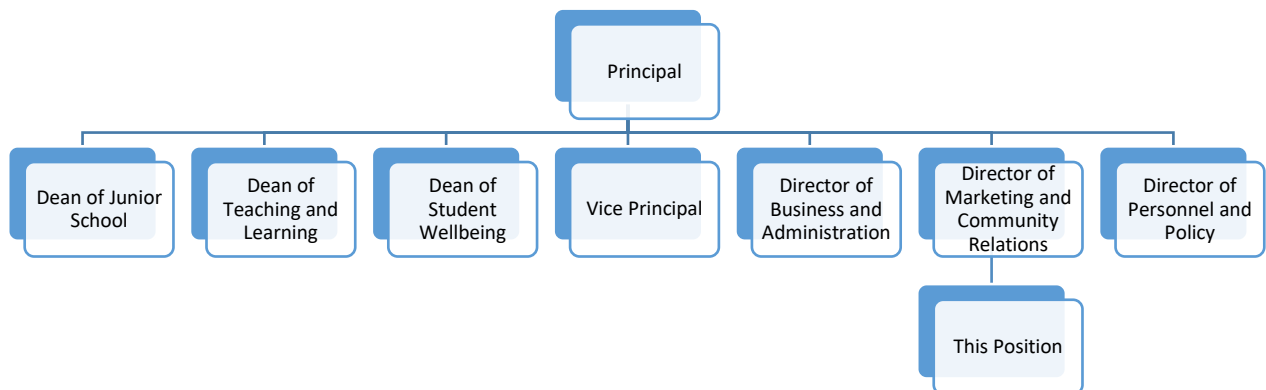 Principal
Dean of Junior
School
Dean of
Teaching and
Learning
Dean of
Student
Wellbeing
Vice Principal
Director of
Business and
Administration
Director of
Marketing and
Community
Relations
Director of
Personnel and
Policy
This Position